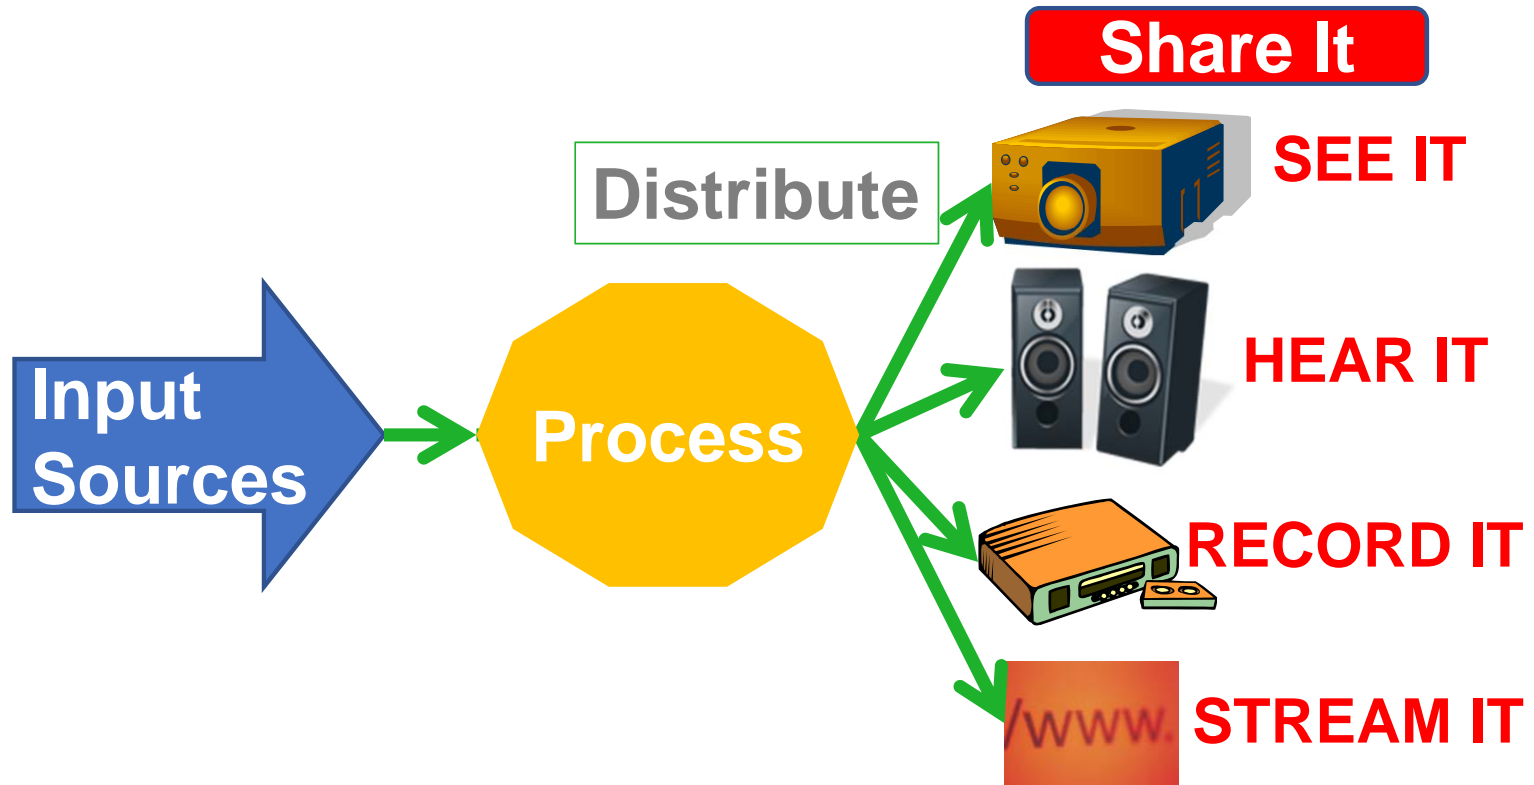 Share It
SEE IT
Distribute
HEAR IT
Input
Sources
Process
RECORD IT
/www.
STREAM IT